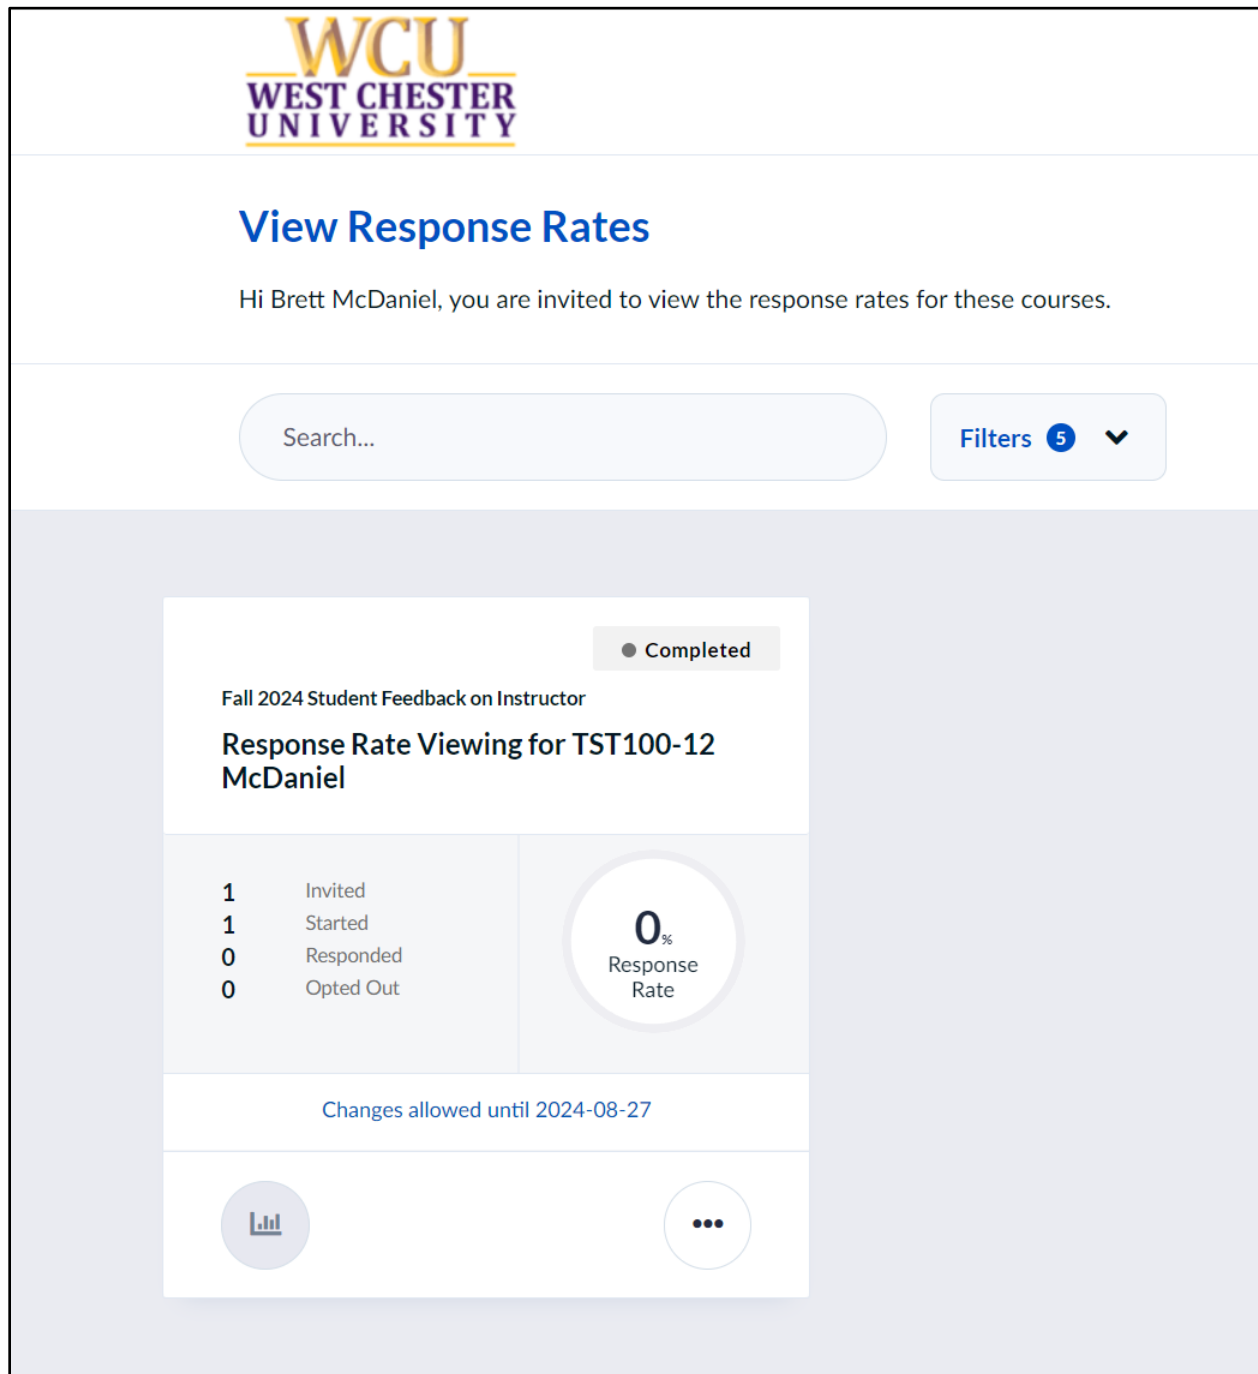 WCU
WEST CHESTER
UNIVERSITY
View Response Rates
Hi Brett McDaniel, you are invited to view the response rates for these courses.
Search...
Filters 5
Completed
Fall 2024 Student Feedback on Instructor
Response Rate Viewing for TST100-12
McDaniel
1 Invited
1 Started
0 Responded
0 Opted Out
0%
Response
Rate
Changes allowed until 2024-08-27